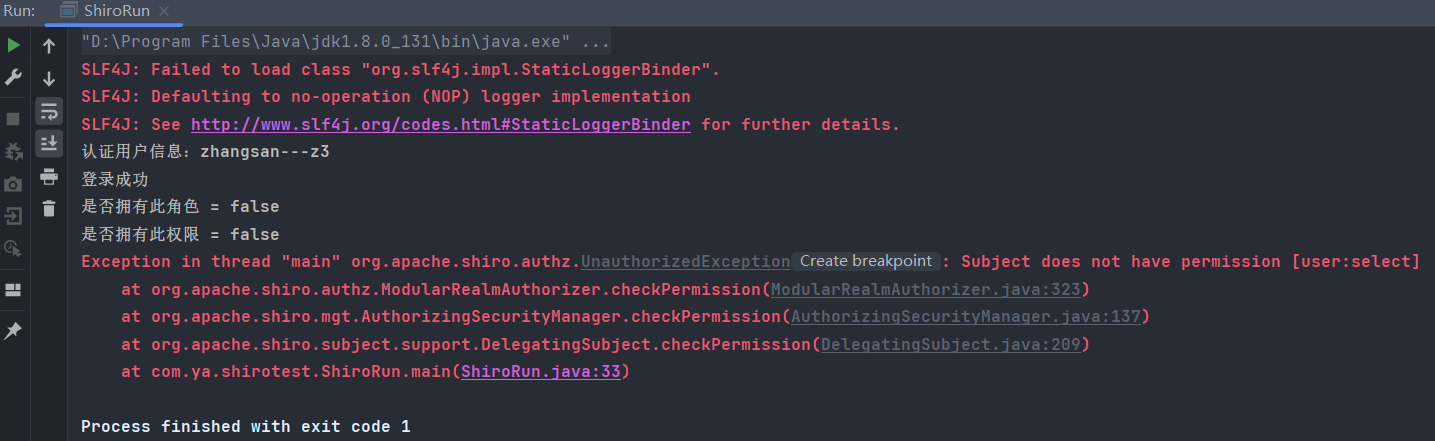 Run: ShiroRun ×
"D:\Program Files\Java\jdk1.8.0_131\bin\java.exe" ...
SLF4J: Failed to load class "org.slf4j.impl.StaticLoggerBinder".
SLF4J: Defaulting to no-operation (NOP) logger implementation
SLF4J: See http://www.slf4j.org/codes.html#StaticLoggerBinder for further details.
认证用户信息：zhangsan---z3
登录成功
是否拥有此角色 = false
是否拥有此权限 = false
Exception in thread "main" org.apache.shiro.authz.UnauthorizedException Create breakpoint : Subject does not have permission [user:select]
at org.apache.shiro.authz.ModularRealmAuthorizer.checkPermission(ModularRealmAuthorizer.java:323)
at org.apache.shiro.mgt.AuthorizingSecurityManager.checkPermission(AuthorizingSecurityManager.java:137)
at org.apache.shiro.subject.support.DelegatingSubject.checkPermission(DelegatingSubject.java:209)
at com.ya.shirotest.ShiroRun.main(ShiroRun.java:33)
Process finished with exit code 1